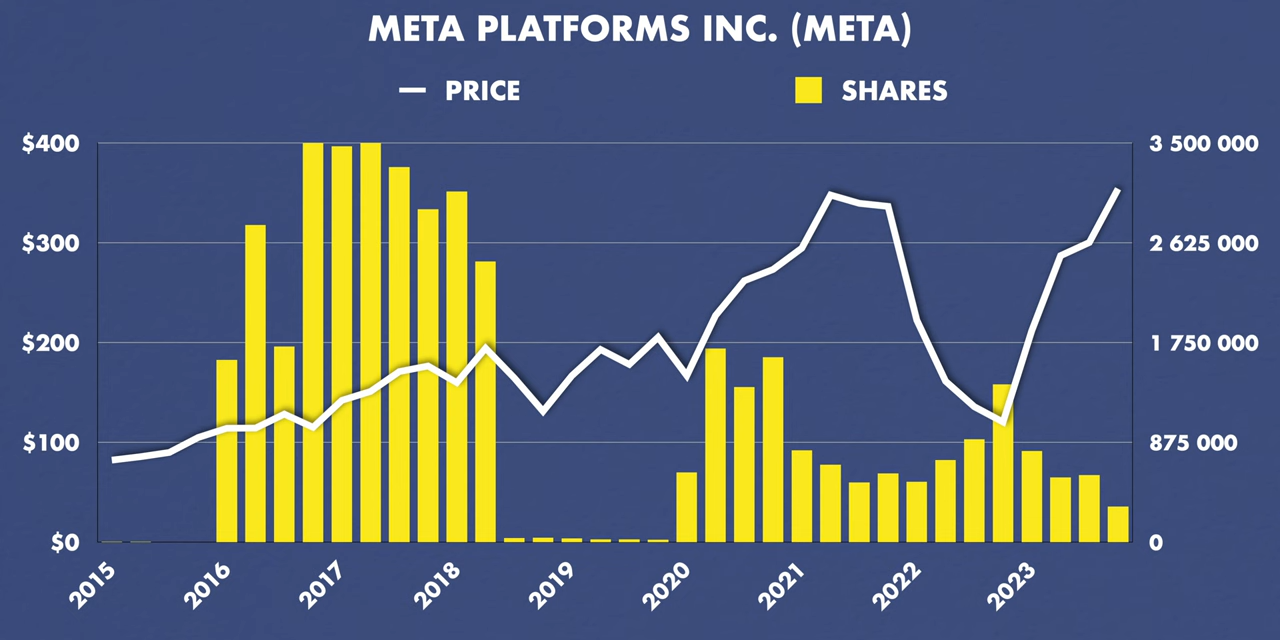 META PLATFORMS INC. (META)
PRICE SHARES
$400 3 500 000
$300 2 625 000
$200 1 750 000
$100 875 000
$0 0
2015 2016 2017 2018 2019 2020 2021 2022 2023